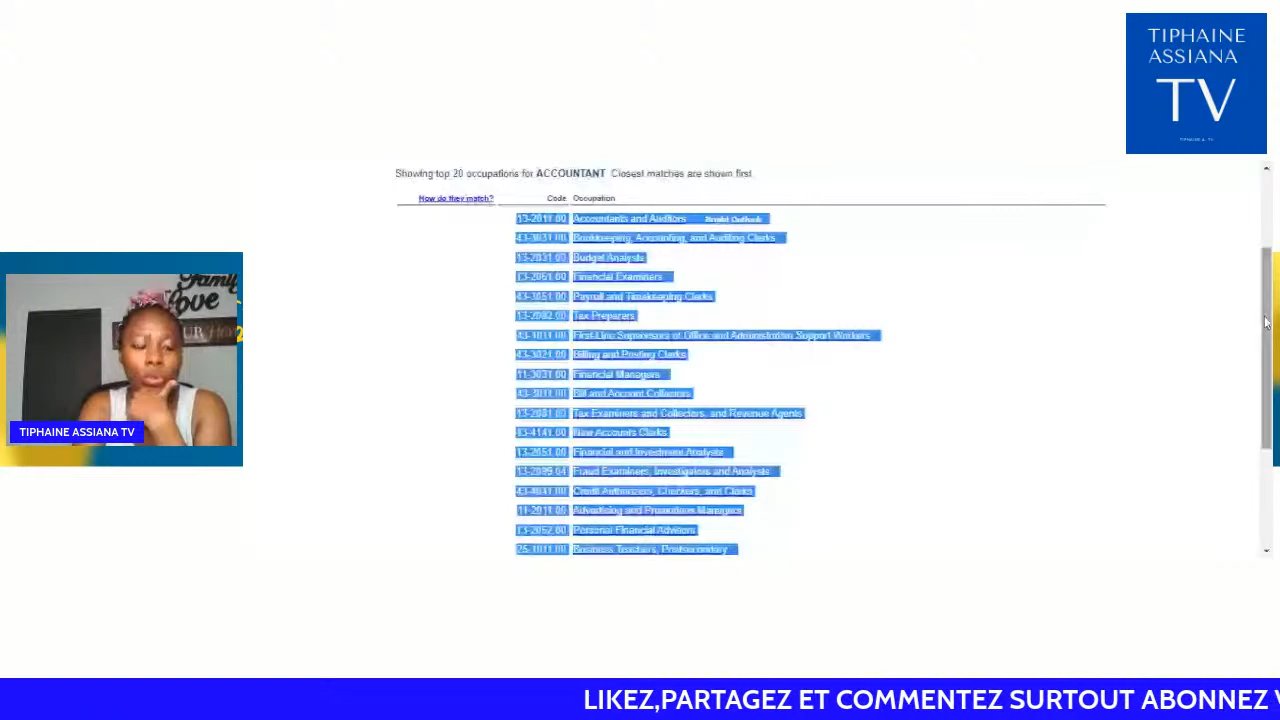 TIPHAINE
ASSIANA
TV
Showing top 20 occupations for ACCOUNTANT Closest matches are shown first.
How do they match? Code Occupation
13-2011.00 Accountants and Auditors Bright Outlook
43-3031.00 Bookkeeping, Accounting, and Auditing Clerks
13-2031.00 Budget Analysts
13-2061.00 Financial Examiners
43-3051.00 Payroll and Timekeeping Clerks
13-2082.00 Tax Preparers
43-1011.00 First-Line Supervisors of Office and Administrative Support Workers
43-3021.00 Billing and Posting Clerks
11-3031.00 Financial Managers
43-3011.00 Bill and Account Collectors
13-2081.00 Tax Examiners and Collectors, and Revenue Agents
43-4141.00 New Accounts Clerks
13-2051.00 Financial and Investment Analysts
13-2099.04 Fraud Examiners, Investigators and Analysts
43-4041.00 Credit Authorizers, Checkers, and Clerks
11-2011.00 Advertising and Promotions Managers
13-2052.00 Personal Financial Advisors
25-1011.00 Business Teachers, Postsecondary
Family
Love
UR
TIPHAINE ASSIANA TV
LIKEZ,PARTAGEZ ET COMMENTEZ SURTOUT ABONNEZ